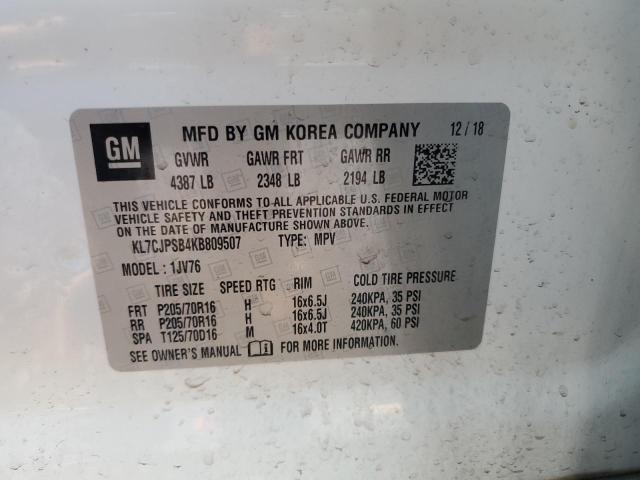 GM MFD BY GM KOREA COMPANY 12/18
GVWR GAWR FRT GAWR RR
4387 LB 2348 LB 2194 LB
THIS VEHICLE CONFORMS TO ALL APPLICABLE U.S. FEDERAL MOTOR
VEHICLE SAFETY AND THEFT PREVENTION STANDARDS IN EFFECT ON
THE DATE OF MANUFACTURE SHOWN ABOVE.
KL7CJPSB4KB809507 TYPE: MPV
MODEL: 1JV76
TIRE SIZE SPEED RTG RIM COLD TIRE PRESSURE
FRT P205/70R16 H 16x6.5J 240KPA, 35 PSI
RR P205/70R16 H 16x6.5J 240KPA, 35 PSI
SPA T125/70D16 M 16x4.0T 420KPA, 60 PSI
SEE OWNER'S MANUAL FOR MORE INFORMATION.